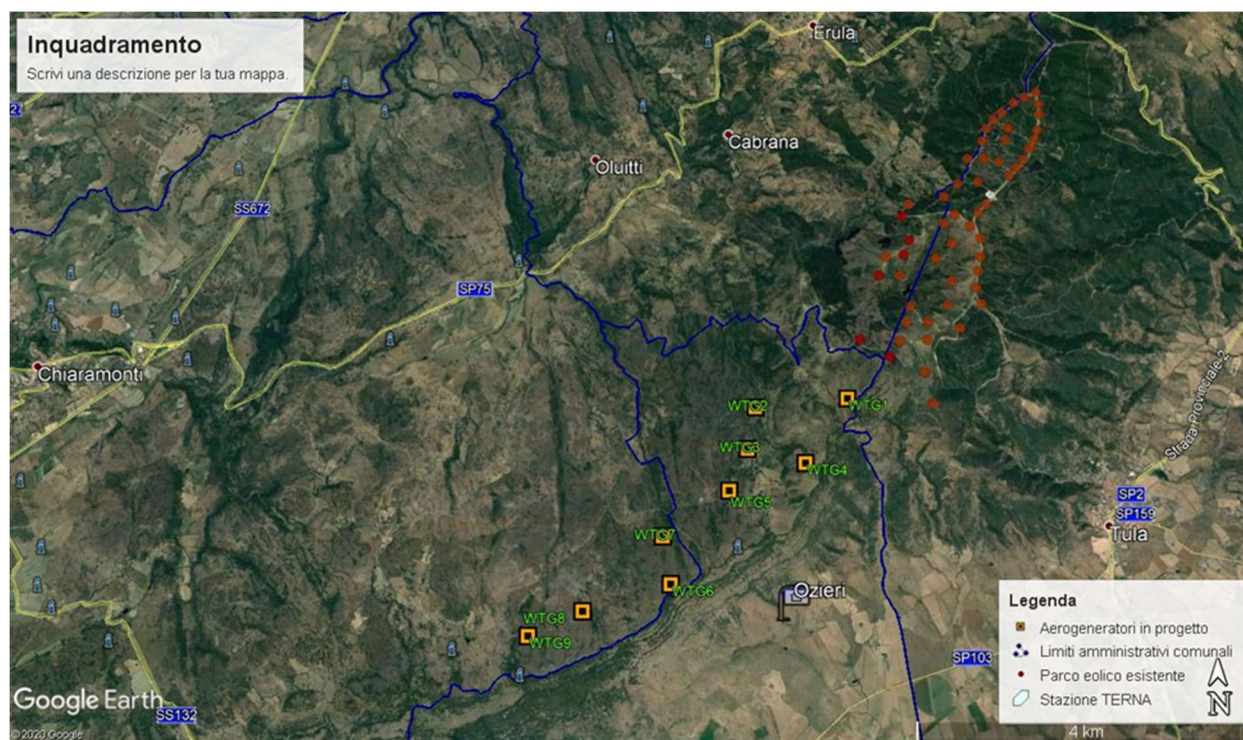 Inquadramento
Scrivi una descrizione per la tua mappa.
Erula
Cabrana
Oluitti
SS672
SP75
Chiaramonti
WTG2
WTG1
WTG3
WTG4
WTG5
Strada Provinciale 2
SP2
SP159
Tula
WTG7
WTG6
Ozieri
WTG8
WTG9
SP103
SS132
Legenda
Aerogeneratori in progetto
Limiti amministrativi comunali
Parco eolico esistente
Stazione TERNA
N
4 km
Google Earth
© 2020 Google